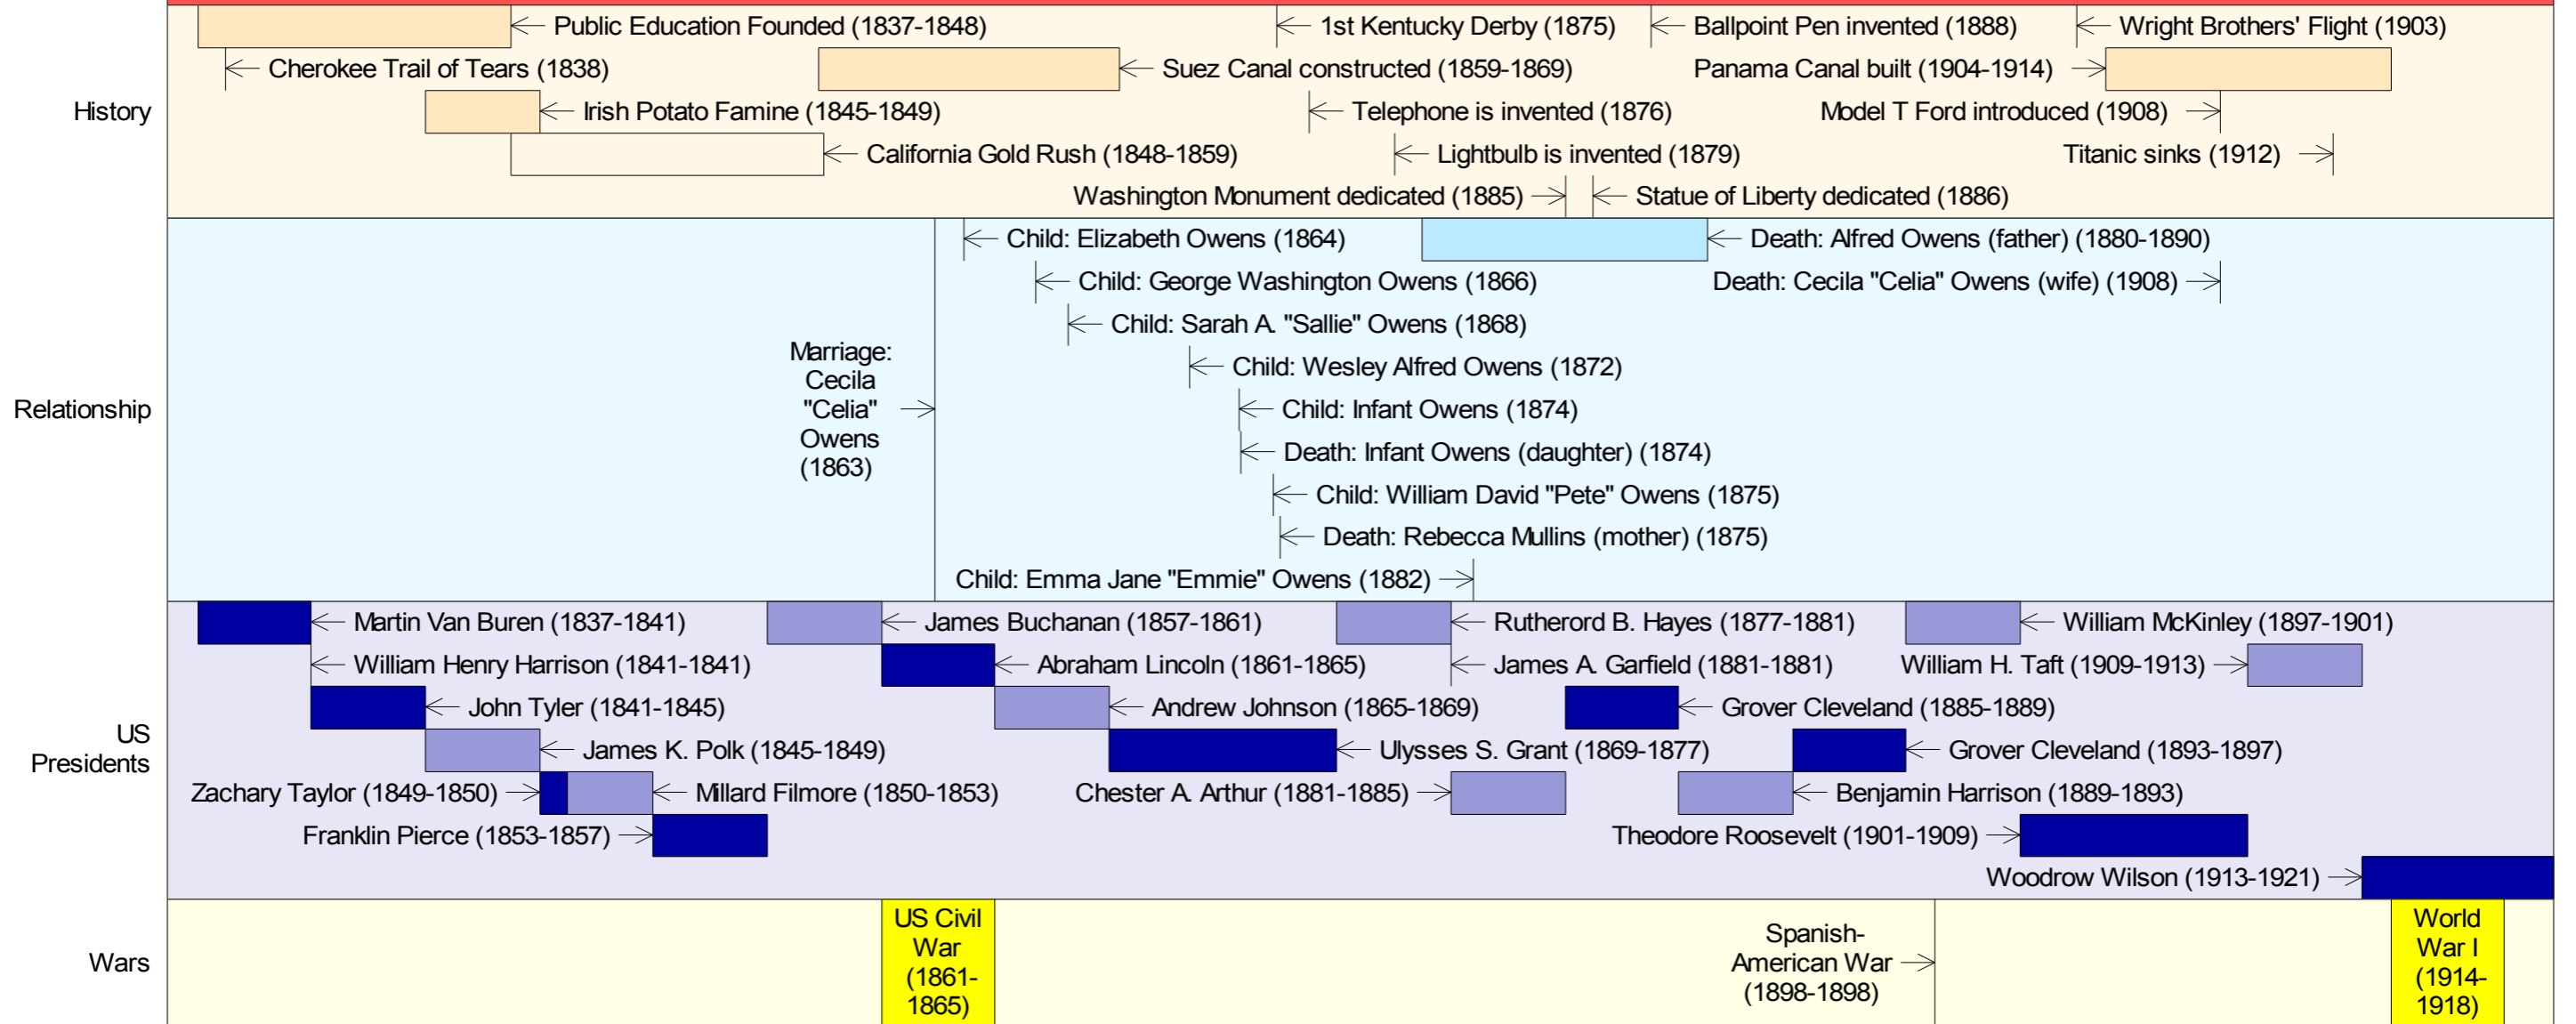 History
Public Education Founded (1837-1848)
1st Kentucky Derby (1875)
Ballpoint Pen invented (1888)
Wright Brothers' Flight (1903)
Cherokee Trail of Tears (1838)
Suez Canal constructed (1859-1869)
Panama Canal built (1904-1914)
Irish Potato Famine (1845-1849)
Telephone is invented (1876)
Model T Ford introduced (1908)
California Gold Rush (1848-1859)
Lightbulb is invented (1879)
Titanic sinks (1912)
Washington Monument dedicated (1885)
Statue of Liberty dedicated (1886)
Relationship
Marriage:
Cecila
"Celia"
Owens
(1863)
Child: Elizabeth Owens (1864)
Death: Alfred Owens (father) (1880-1890)
Child: George Washington Owens (1866)
Death: Cecila "Celia" Owens (wife) (1908)
Child: Sarah A. "Sallie" Owens (1868)
Child: Wesley Alfred Owens (1872)
Child: Infant Owens (1874)
Death: Infant Owens (daughter) (1874)
Child: William David "Pete" Owens (1875)
Death: Rebecca Mullins (mother) (1875)
Child: Emma Jane "Emmie" Owens (1882)
US
Presidents
Martin Van Buren (1837-1841)
James Buchanan (1857-1861)
Rutherord B. Hayes (1877-1881)
William McKinley (1897-1901)
William Henry Harrison (1841-1841)
Abraham Lincoln (1861-1865)
James A. Garfield (1881-1881)
William H. Taft (1909-1913)
John Tyler (1841-1845)
Andrew Johnson (1865-1869)
Grover Cleveland (1885-1889)
James K. Polk (1845-1849)
Ulysses S. Grant (1869-1877)
Grover Cleveland (1893-1897)
Zachary Taylor (1849-1850)
Millard Filmore (1850-1853)
Chester A. Arthur (1881-1885)
Benjamin Harrison (1889-1893)
Franklin Pierce (1853-1857)
Theodore Roosevelt (1901-1909)
Woodrow Wilson (1913-1921)
Wars
US Civil
War
(1861-
1865)
Spanish-
American War
(1898-1898)
World
War I
(1914-
1918)